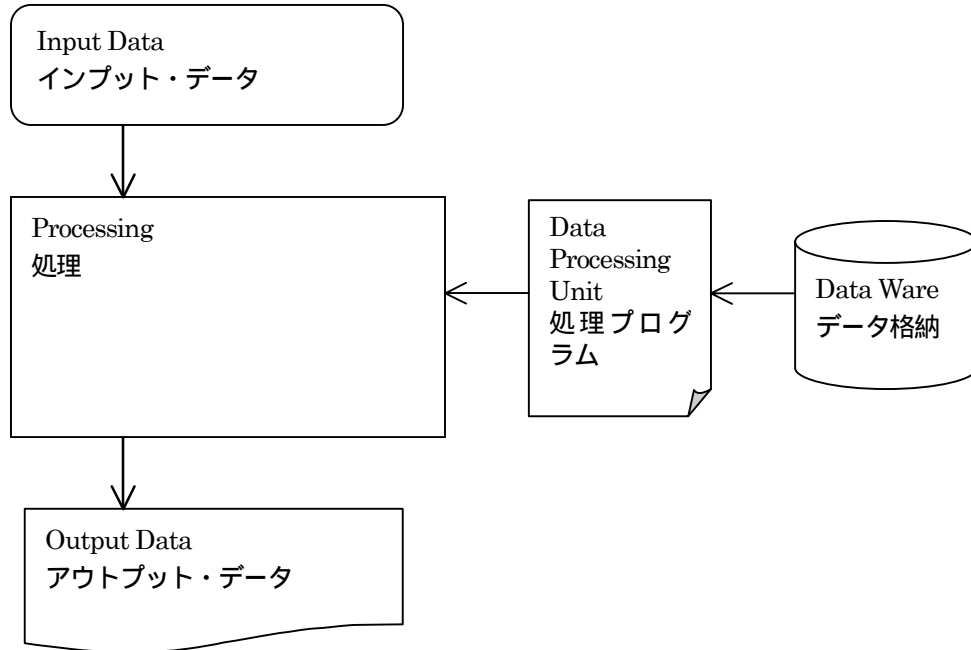 Input Data
インプット・データ
Processing
処理
Data
Processing
Unit
処理プログ
ラム
Data Ware
データ格納
Output Data
アウトプット・データ